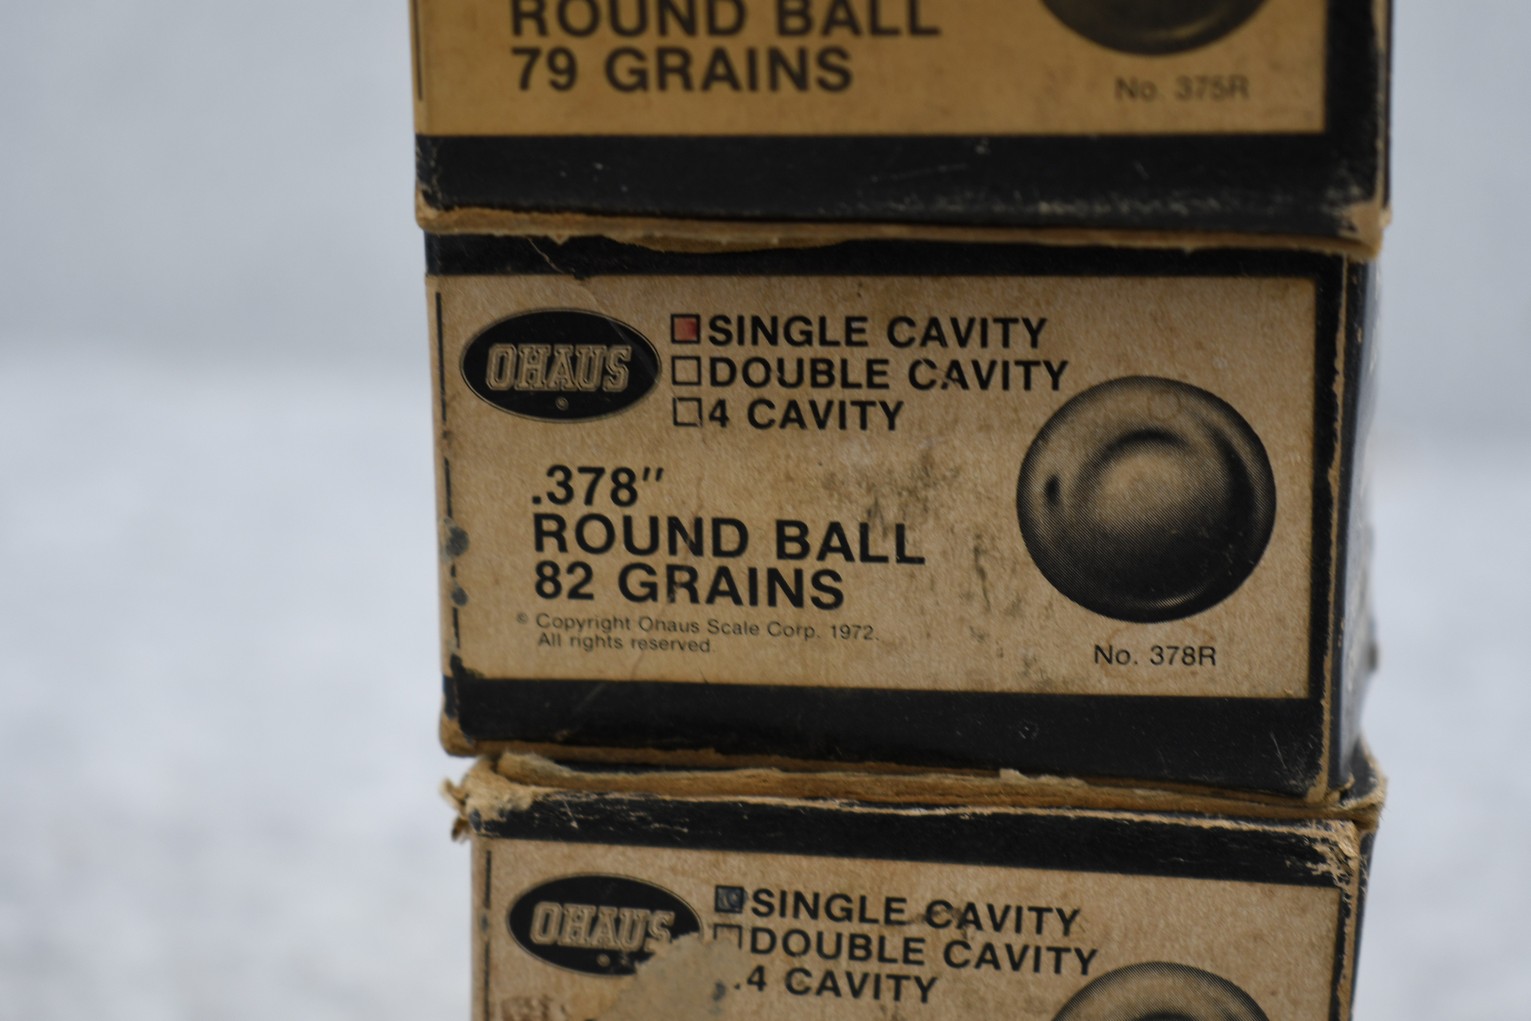 ROUND BALL
79 GRAINS
No. 375R
OHAUS
®
SINGLE CAVITY
DOUBLE CAVITY
4 CAVITY
.378"
ROUND BALL
82 GRAINS
© Copyright Ohaus Scale Corp. 1972.
All rights reserved.
No. 378R
OHAUS
SINGLE CAVITY
DOUBLE CAVITY
4 CAVITY